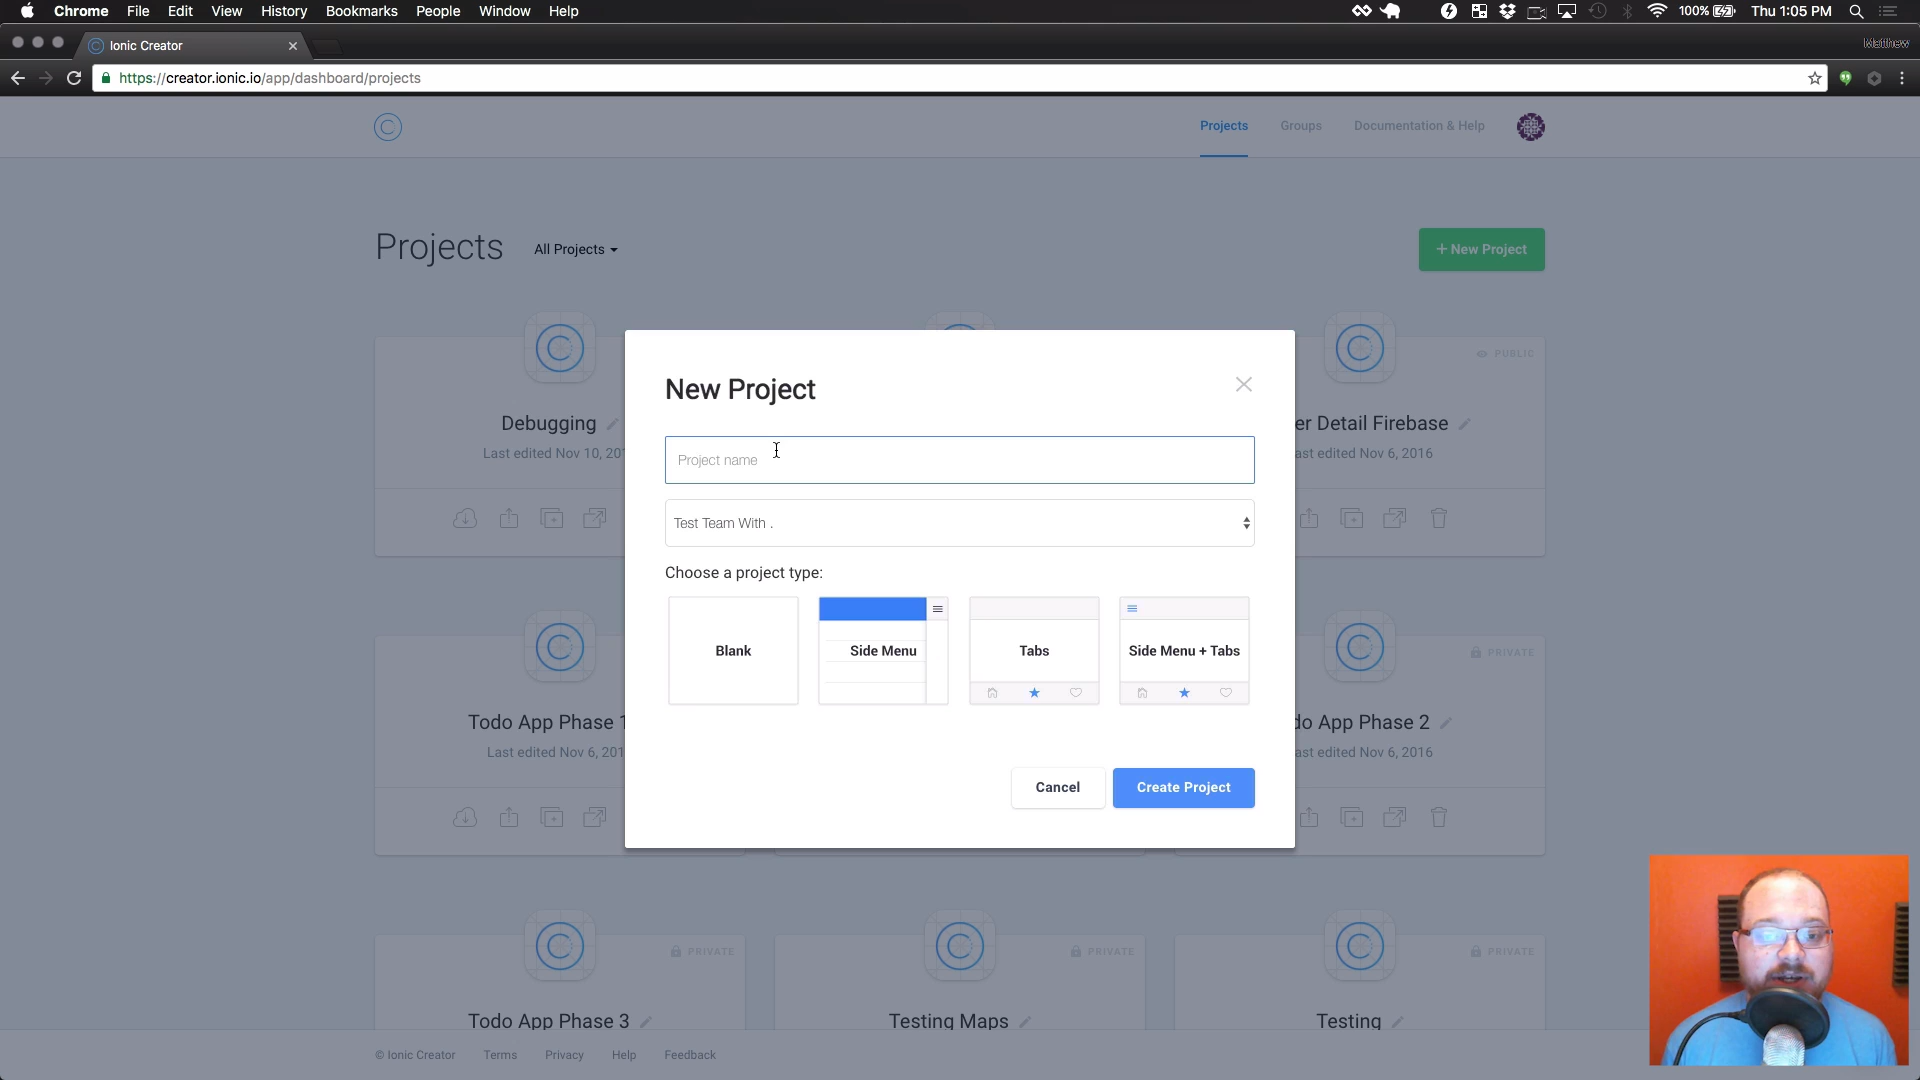 Chrome File Edit View History Bookmarks People Window Help 100% Thu 1:05 PM
Ionic Creator Matthew
https://creator.ionic.io/app/dashboard/projects
Projects Groups Documentation & Help
Projects All Projects + New Project
PUBLIC
New Project
Debugging er Detail Firebase
Last edited Nov 10, 20 ast edited Nov 6, 2016
Project name
Test Team With .
Choose a project type:
Blank Side Menu Tabs Side Menu + Tabs
PRIVATE
Todo App Phase 1 do App Phase 2
Last edited Nov 6, 201 ast edited Nov 6, 2016
Cancel Create Project
PRIVATE PRIVATE PRIVATE
Todo App Phase 3 Testing Maps Testing
© Ionic Creator Terms Privacy Help Feedback